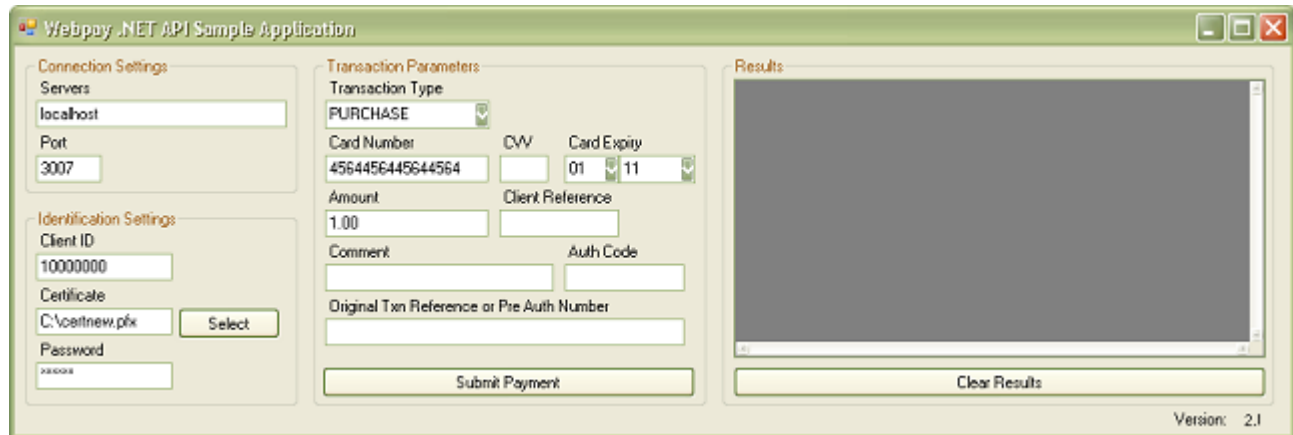 Webpay .NET API Sample Application
Connection Settings
Servers
localhost
Port
3007
Identification Settings
Client ID
10000000
Certificate
C:\certnew.pfx Select
Password
×××××
Transaction Parameters
Transaction Type
PURCHASE
Card Number CVV Card Expiry
4564456445644564 01 11
Amount Client Reference
1.00
Comment Auth Code
Original Txn Reference or Pre Auth Number
Submit Payment
Results
Clear Results
Version: 2.I